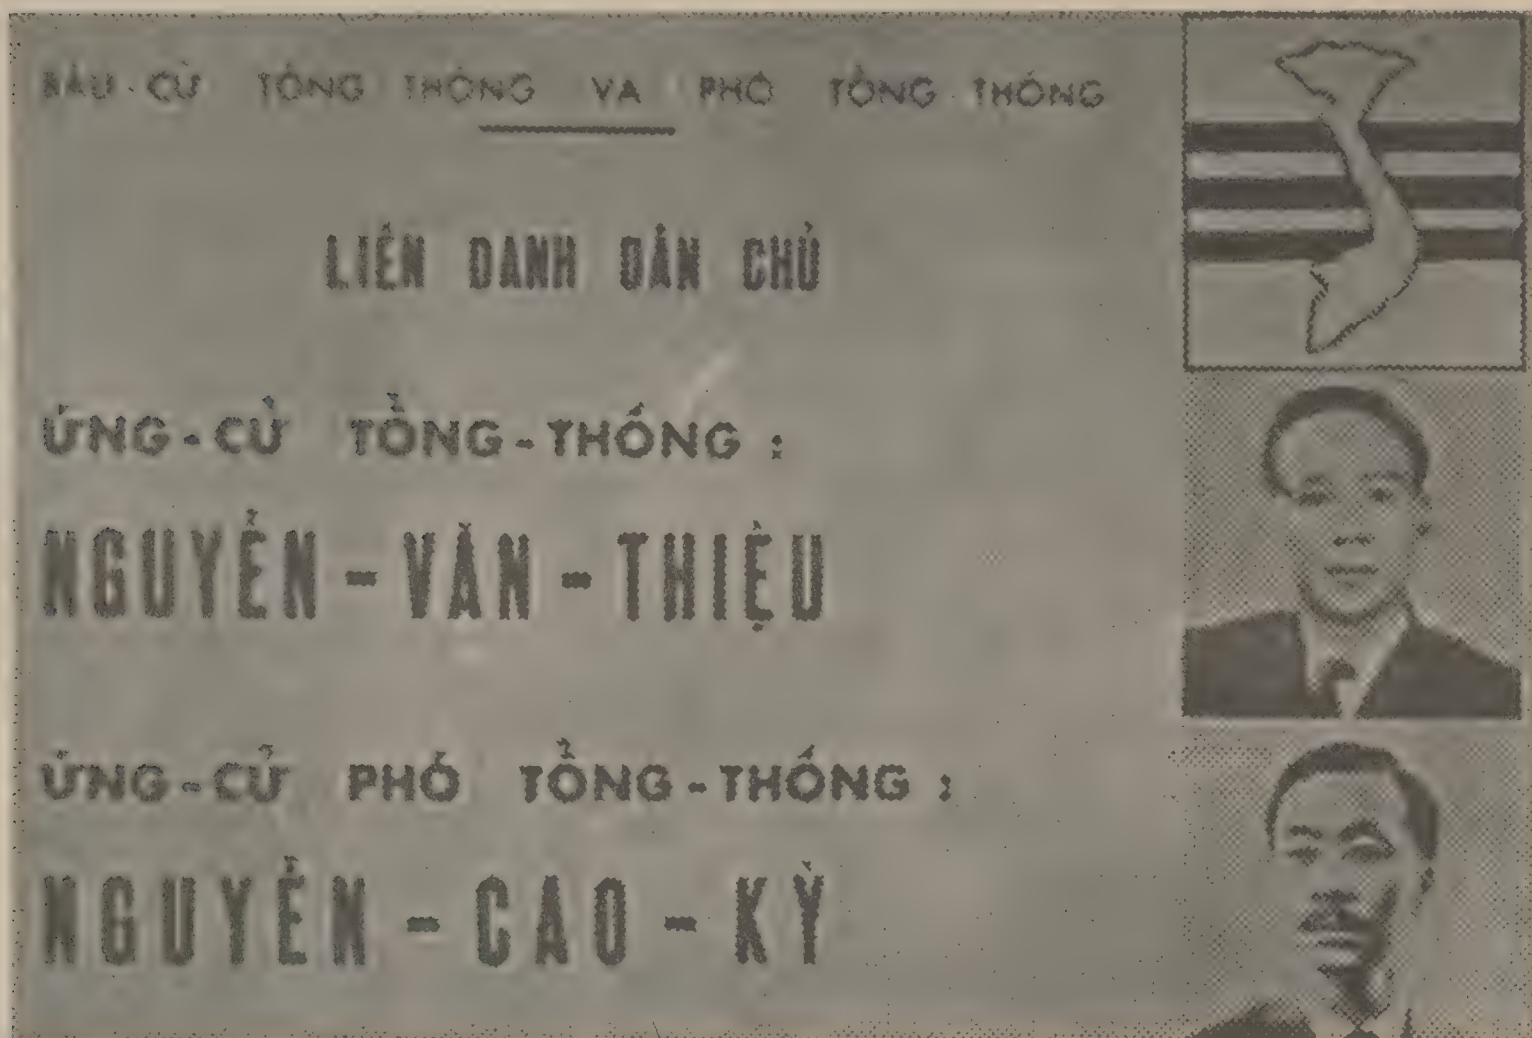 BẦU CỬ TỔNG THỐNG VÀ PHÓ TỔNG THỐNG
LIÊN DANH DÂN CHỦ
ỨNG-CỬ TỔNG-THỐNG :
NGUYỄN-VĂN-THIỆU
ỨNG-CỬ PHÓ TỔNG-THỐNG :
NGUYỄN-CAO-KỲ